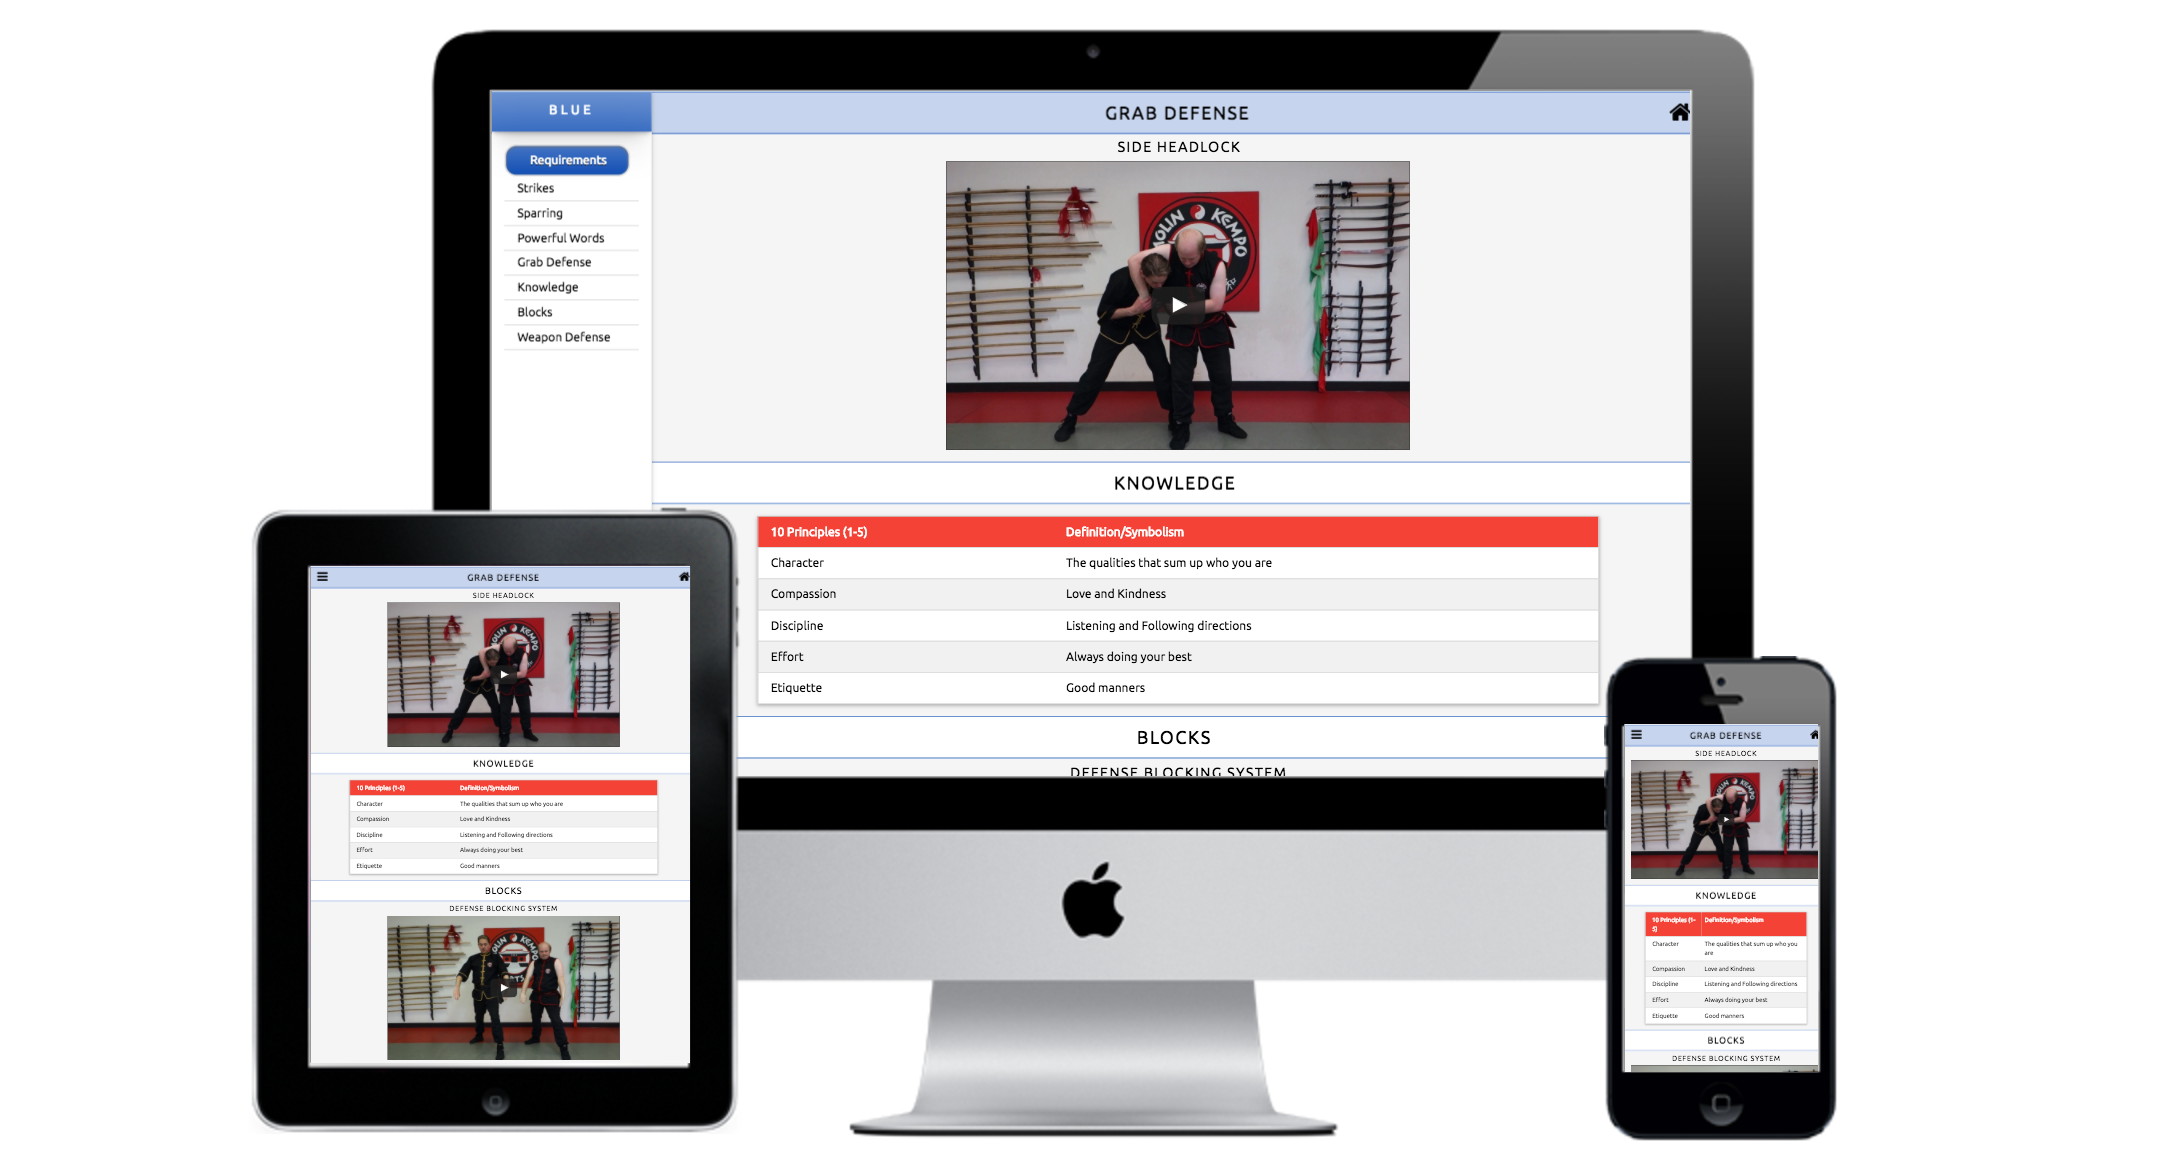 BLUE
Requirements
Strikes
Sparring
Powerful Words
Grab Defense
Knowledge
Blocks
Weapon Defense
GRAB DEFENSE
SIDE HEADLOCK
OLIN KEMPO
KNOWLEDGE
10 Principles (1-5) Definition/Symbolism
Character The qualities that sum up who you are
Compassion Love and Kindness
Discipline Listening and Following directions
Effort Always doing your best
Etiquette Good manners
BLOCKS
DEFENSE BLOCKING SYSTEM
GRAB DEFENSE
SIDE HEADLOCK
OLIN KEMPO
KNOWLEDGE
10 Principles (1-5) Definition/Symbolism
Character The qualities that sum up who you are
Compassion Love and Kindness
Discipline Listening and Following directions
Effort Always doing your best
Etiquette Good manners
BLOCKS
DEFENSE BLOCKING SYSTEM
OLIN KEMPO
GRAB DEFENSE
SIDE HEADLOCK
KNOWLEDGE
10 Principles (1-
5) Definition/Symbolism
Character The qualities that sum up who you
are
Compassion Love and Kindness
Discipline Listening and Following directions
Effort Always doing your best
Etiquette Good manners
BLOCKS
DEFENSE BLOCKING SYSTEM